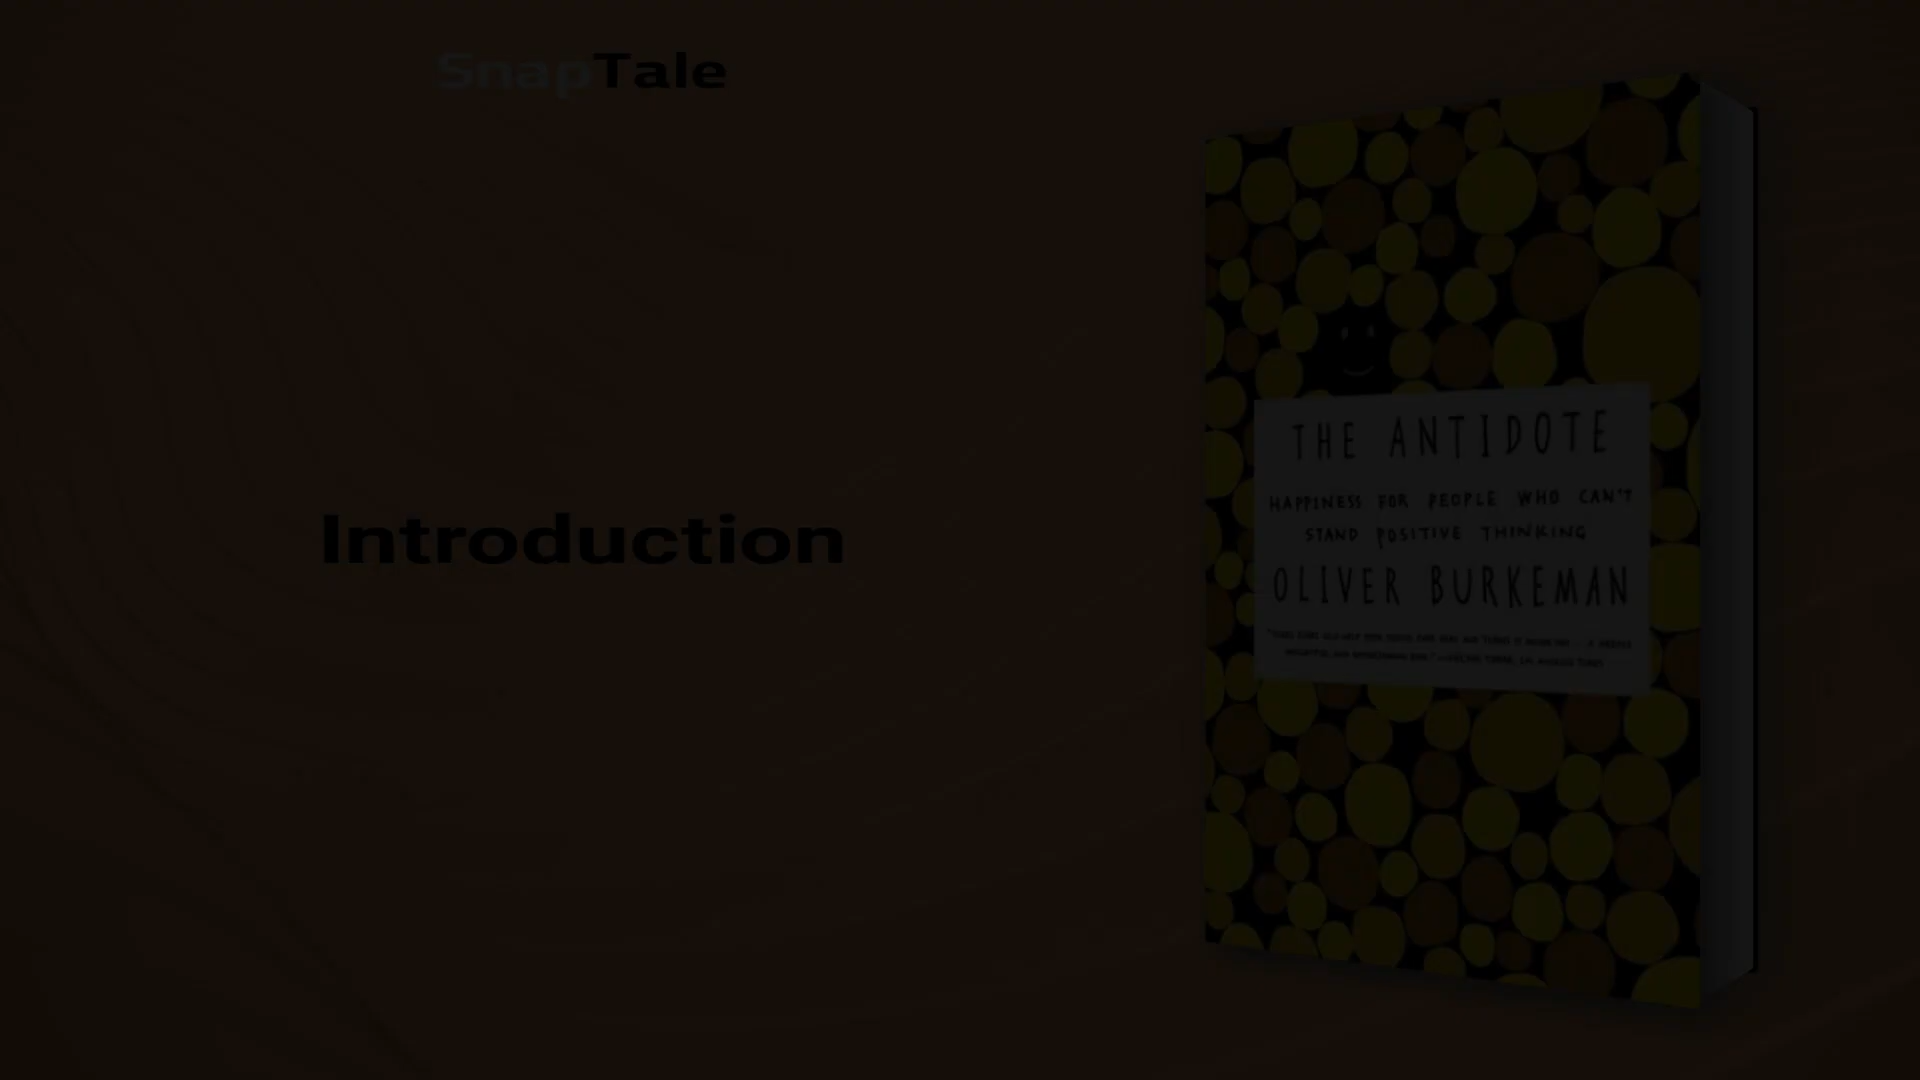 SnapTale
Introduction
THE ANTIDOTE
HAPPINESS FOR PEOPLE WHO CAN'T
STAND POSITIVE THINKING
OLIVER BURKEMAN